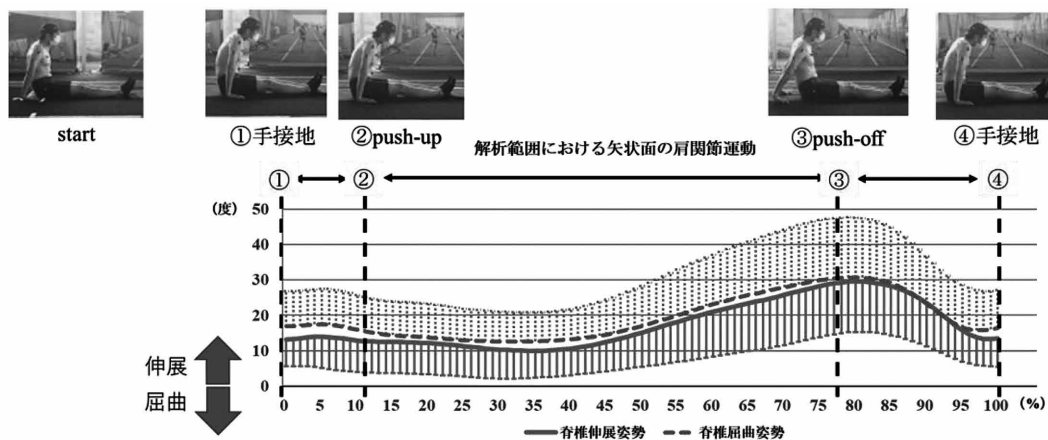 start
①手接地
②push-up
③push-off
④手接地
解析範囲における矢状面の肩関節運動
①
②
③
④
(度)
50
40
30
20
10
0
伸展
屈曲
0 5 10 15 20 25 30 35 40 45 50 55 60 65 70 75 80 85 90 95 100 (%)
脊椎伸展姿勢 脊椎屈曲姿勢